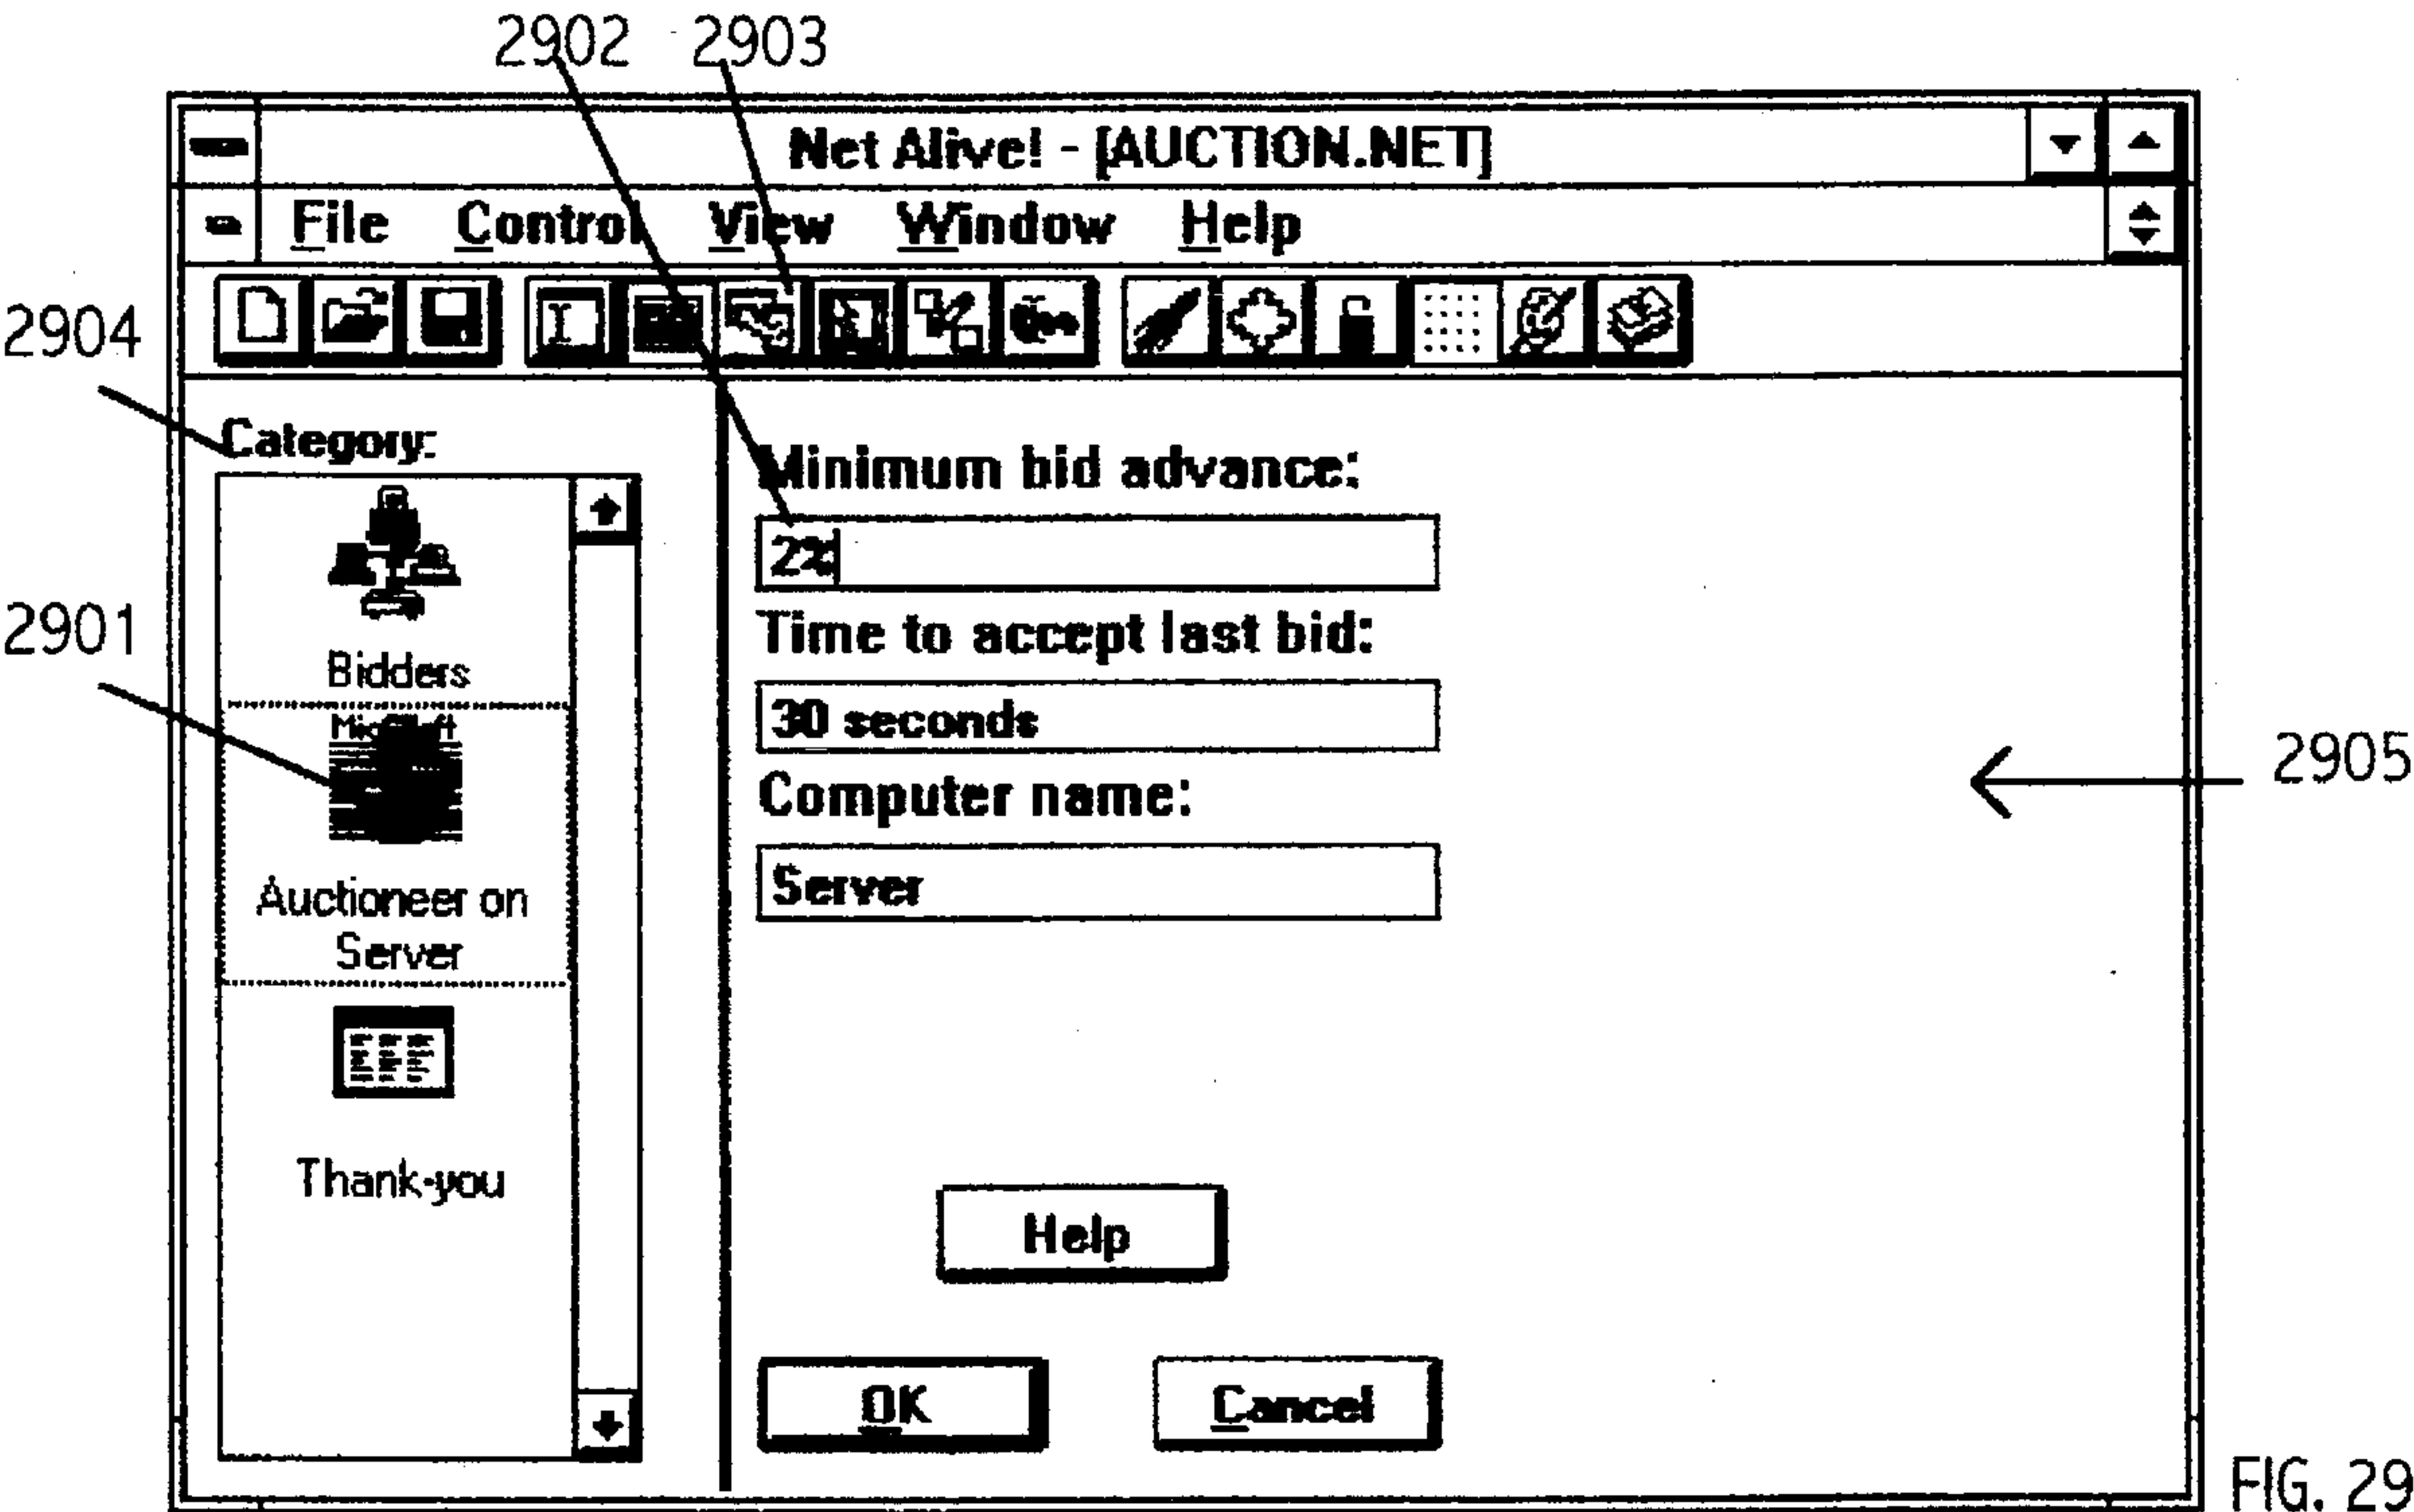 2902 2903
Net Alive! - [AUCTION.NET]
File Control View Window Help
2904
Category:
Minimum bid advance:
2901
Bidders
Time to accept last bid:
30 seconds
2905
Computer name:
Auctioneer on
Server
Server
Thank-you
Help
OK Cancel
FIG. 29